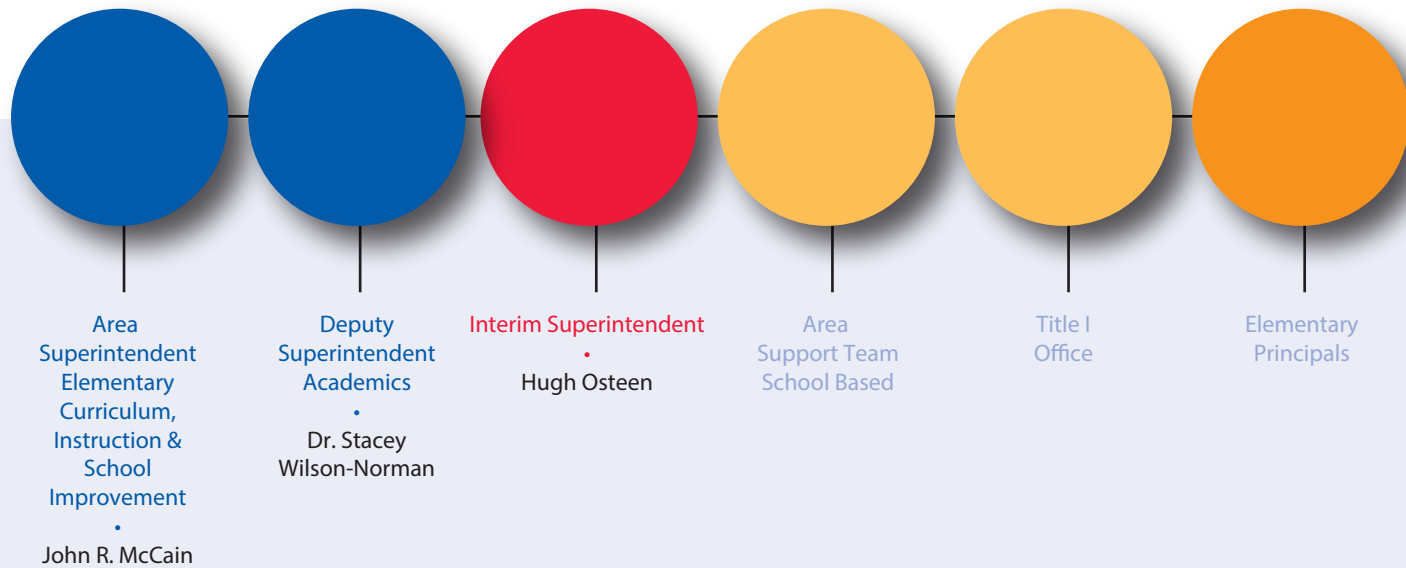 Area
Superintendent
Elementary
Curriculum,
Instruction &
School
Improvement
•
John R. McCain
Deputy
Superintendent
Academics
•
Dr. Stacey
Wilson-Norman
Interim Superintendent
•
Hugh Osteen
Area
Support Team
School Based
Title I
Office
Elementary
Principals